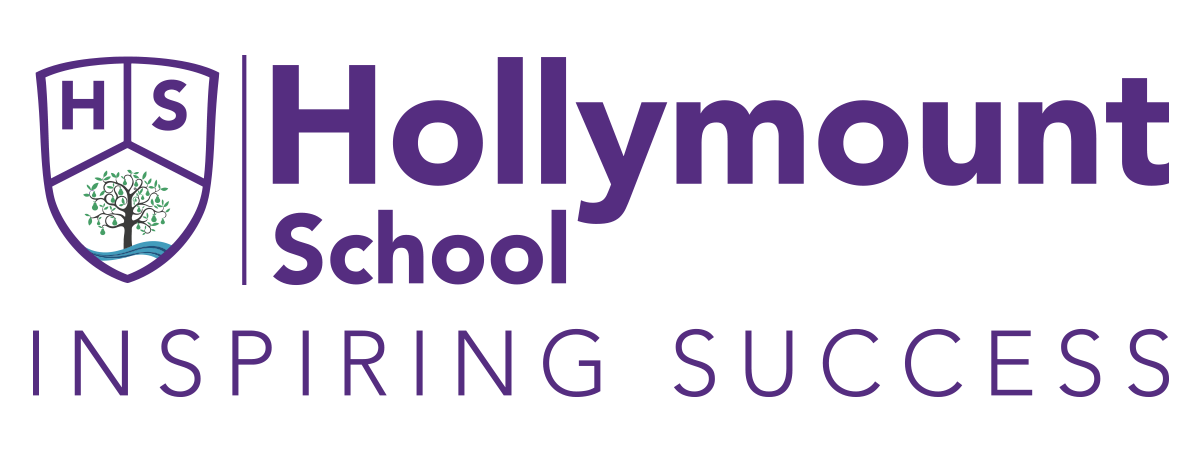 H S
Hollymount
School
INSPIRING SUCCESS